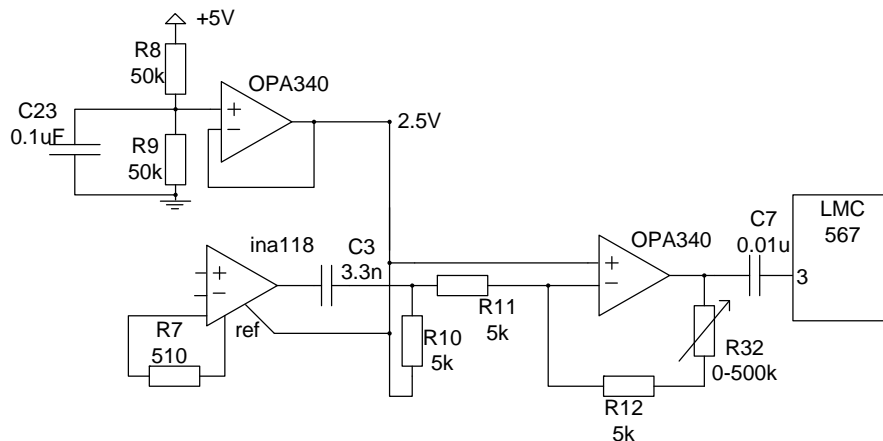 +5V
R8
50k
OPA340
C23
0.1uF
+
−
2.5V
R9
50k
OPA340
C7
0.01u
LMC
567
ina118
C3
3.3n
+
−
+
−
3
R11
5k
ref
R7
510
R10
5k
R32
0-500k
R12
5k